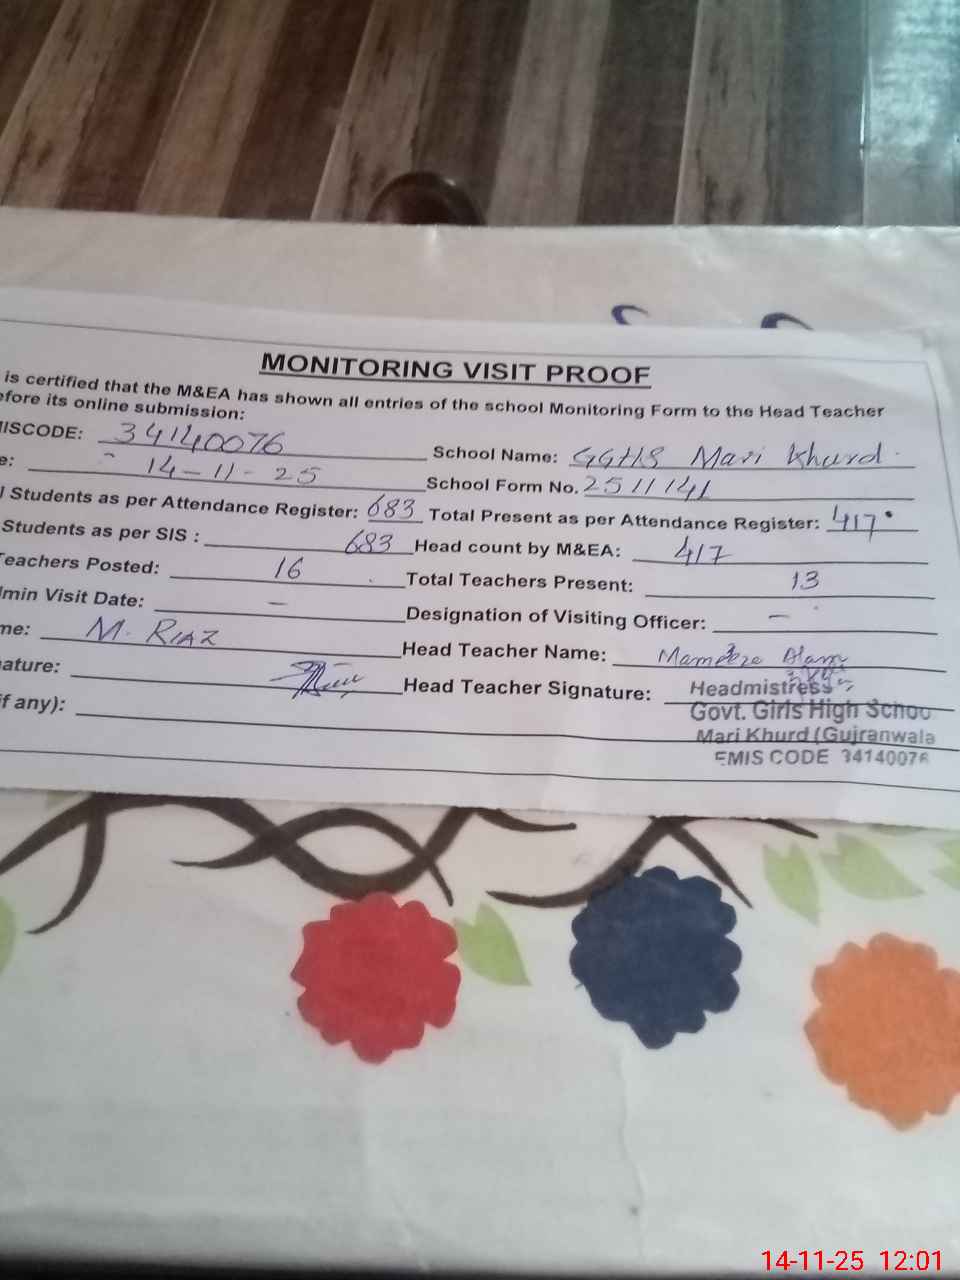 MONITORING VISIT PROOF
is certified that the M&EA has shown all entries of the school Monitoring Form to the Head Teacher
efore its online submission:
MISCODE: 34140076 School Name: GGHS Mari Khurd.
e: 14-11-25 School Form No. 2511141
l Students as per Attendance Register: 683 Total Present as per Attendance Register: 417
Students as per SIS : 683 Head count by M&EA: 417
Teachers Posted: 16 Total Teachers Present: 13
dmin Visit Date: - Designation of Visiting Officer: -
me: M. RIAZ Head Teacher Name: Alam
ature: Head Teacher Signature:
if any):
Headmistress
Govt. Girls High Schoo
Mari Khurd (Gujranwala
EMIS CODE 34140076
14-11-25 12:01